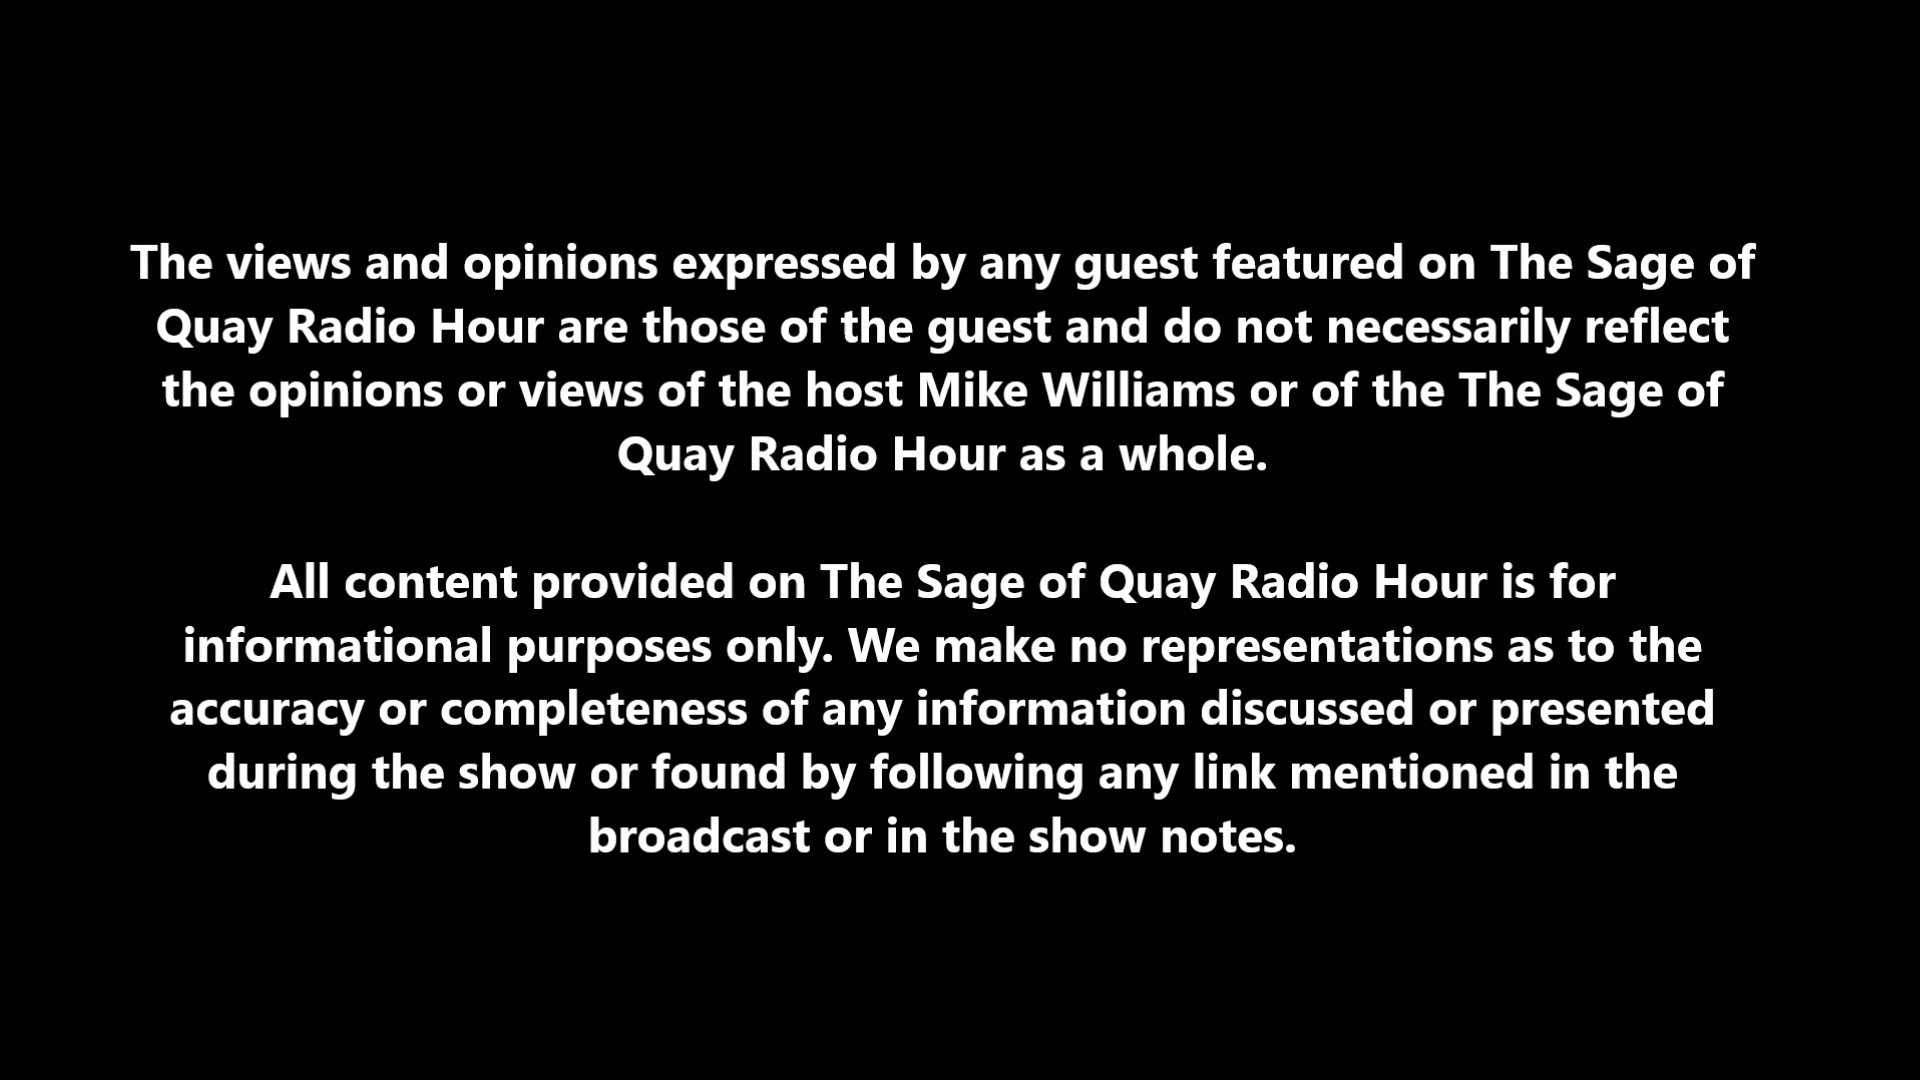 The views and opinions expressed by any guest featured on The Sage of
Quay Radio Hour are those of the guest and do not necessarily reflect
the opinions or views of the host Mike Williams or of the The Sage of
Quay Radio Hour as a whole.
All content provided on The Sage of Quay Radio Hour is for
informational purposes only. We make no representations as to the
accuracy or completeness of any information discussed or presented
during the show or found by following any link mentioned in the
broadcast or in the show notes.